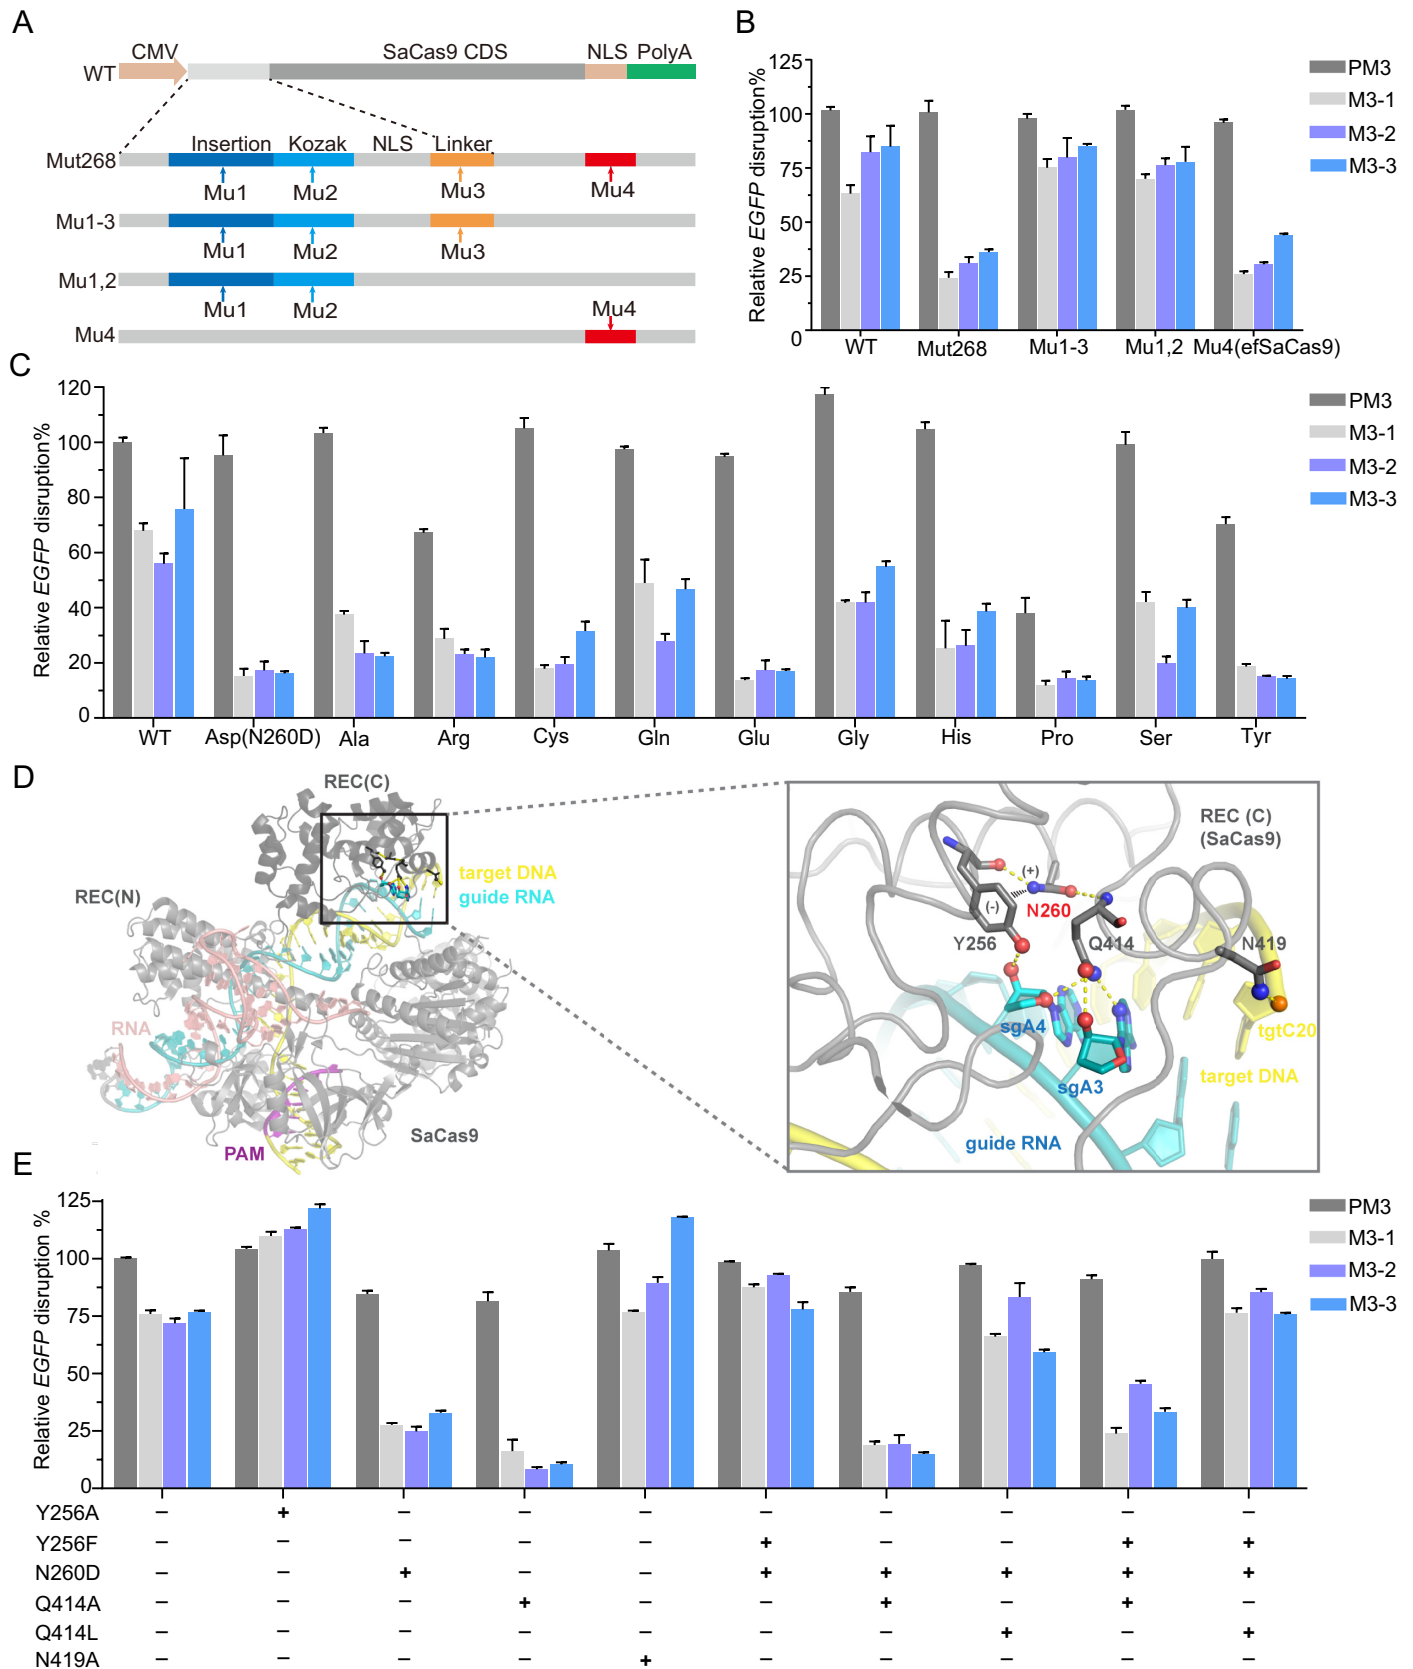 A
CMV SaCas9 CDS NLS PolyA
WT
Insertion Kozak NLS Linker
Mut268
Mu1 Mu2 Mu3 Mu4
Mu1-3
Mu1 Mu2 Mu3
Mu1,2
Mu1 Mu2 Mu4
Mu4
B
Relative EGFP disruption%
125
100
75
50
25
0
WT Mut268 Mu1-3 Mu1,2 Mu4(efSaCas9)
PM3
M3-1
M3-2
M3-3
C
Relative EGFP disruption%
120
100
80
60
40
20
0
WT Asp(N260D) Ala Arg Cys Gln Glu Gly His Pro Ser Tyr
PM3
M3-1
M3-2
M3-3
D
REC(C)
target DNA
guide RNA
REC(N)
RNA
PAM
SaCas9
REC (C)
(SaCas9)
(+)
(-)
N260
Y256 Q414 N419
sgA4
tgtC20
sgA3 target DNA
guide RNA
E
Relative EGFP disruption %
125
100
75
50
25
0
PM3
M3-1
M3-2
M3-3
Y256A – + – – – – – – – –
Y256F – – – – – + – – + +
N260D – – + – – + + + + +
Q414A – – – + – – + – + –
Q414L – – – – – – – + – +
N419A – – – – + – – – – –